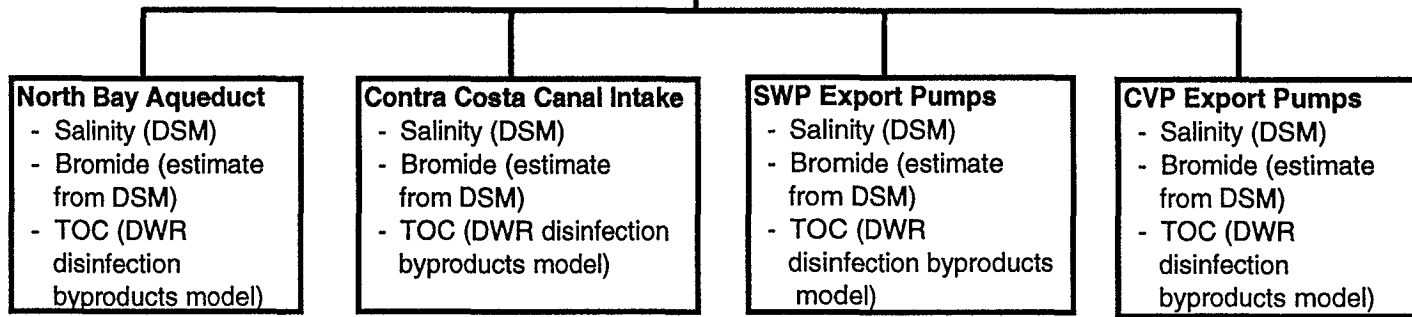 North Bay Aqueduct
- Salinity (DSM)
- Bromide (estimate
from DSM)
- TOC (DWR
disinfection
byproducts model)
Contra Costa Canal Intake
- Salinity (DSM)
- Bromide (estimate
from DSM)
- TOC (DWR disinfection
byproducts model)
SWP Export Pumps
- Salinity (DSM)
- Bromide (estimate
from DSM)
- TOC (DWR
disinfection byproducts
model)
CVP Export Pumps
- Salinity (DSM)
- Bromide (estimate
from DSM)
- TOC (DWR
disinfection
byproducts model)